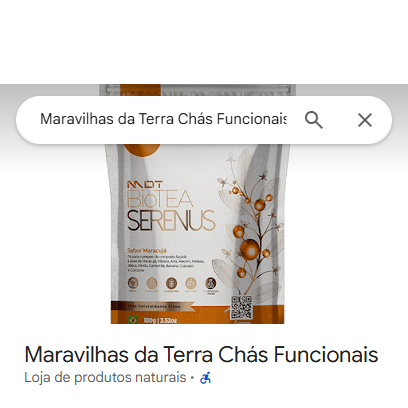 Maravilhas da Terra Chás Funcionais
MDT
BioTEA
SERENUS
Sabor Maracujá
100g | 3.52oz
Maravilhas da Terra Chás Funcionais
Loja de produtos naturais ·